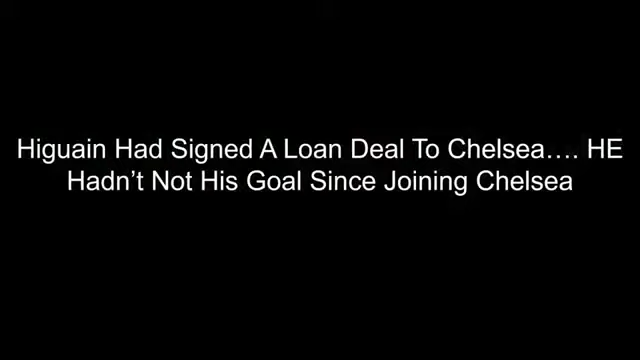 Higuain Had Signed A Loan Deal To Chelsea…. HE
Hadn’t Not His Goal Since Joining Chelsea